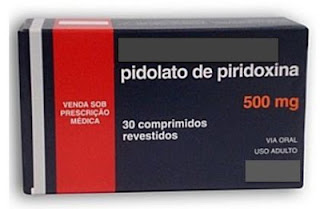 pidolato de piridoxina
500 mg
VENDA SOB
PRESCRIÇÃO
MÉDICA
30 comprimidos
revestidos
VIA ORAL
USO ADULTO